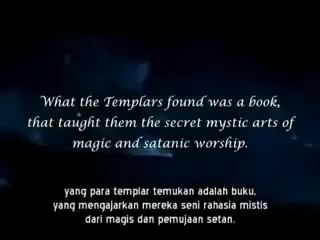 What the Templars found was a book,
that taught them the secret mystic arts of
magic and satanic worship.
yang para templar temukan adalah buku,
yang mengajarkan mereka seni rahasia mistis
dari magis dan pemujaan setan.